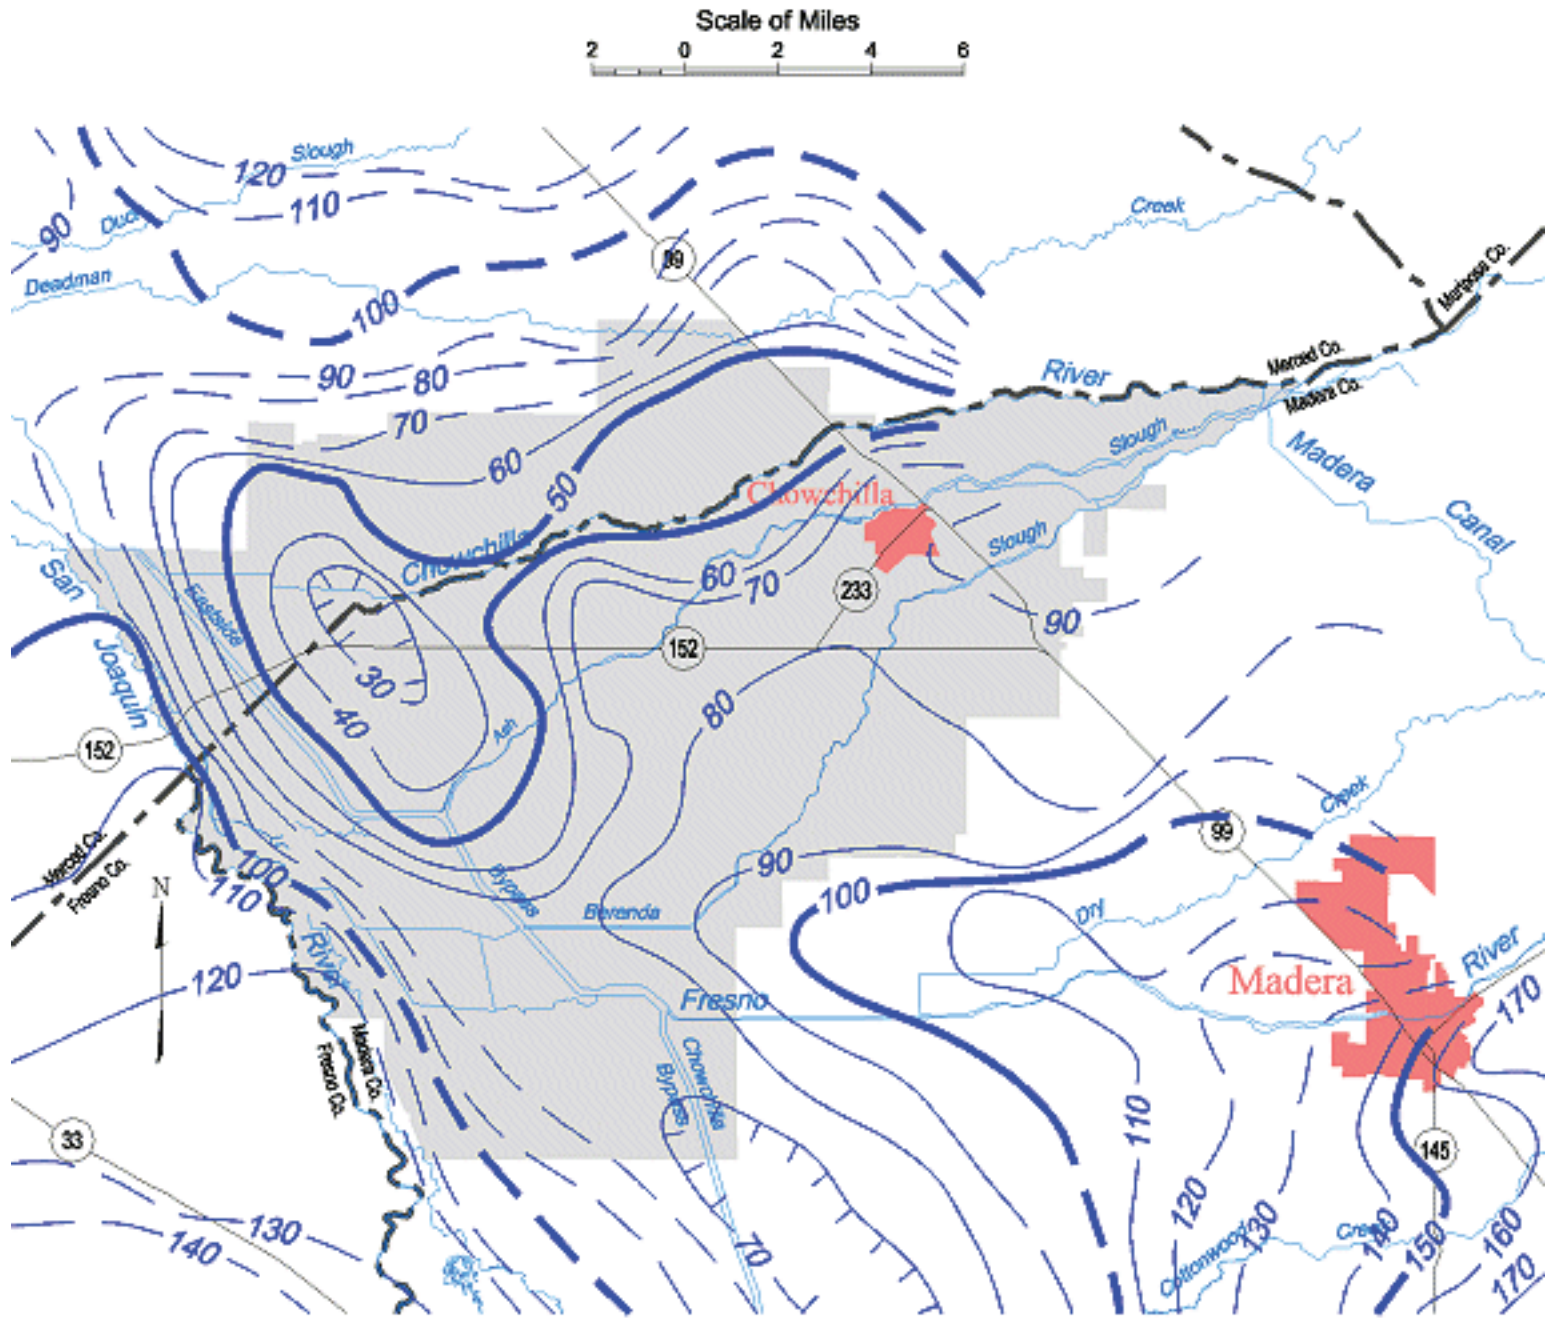 Scale of Miles
2 0 2 4 6
Slough
120
110
Duck
90
Creek
99
Deadman
100
Mariposa Co.
Merced Co.
Madera Co.
River
90
80
70
60
50
Slough
Madera
Canal
Chowchilla
Chowchilla
Slough
San
Eastside
60
70
233
90
152
Joaquin
30
40
80
Ash
152
Merced Co.
Fresno Co.
Creek
99
100
110
90
100
N
Bypass
Berenda
Dry
River
River
Madera
120
Fresno
170
Madera Co.
Fresno Co.
Chowchilla
Bypass
110
33
145
120
130
140
150
160
170
130
140
70
Cottonwood
Creek